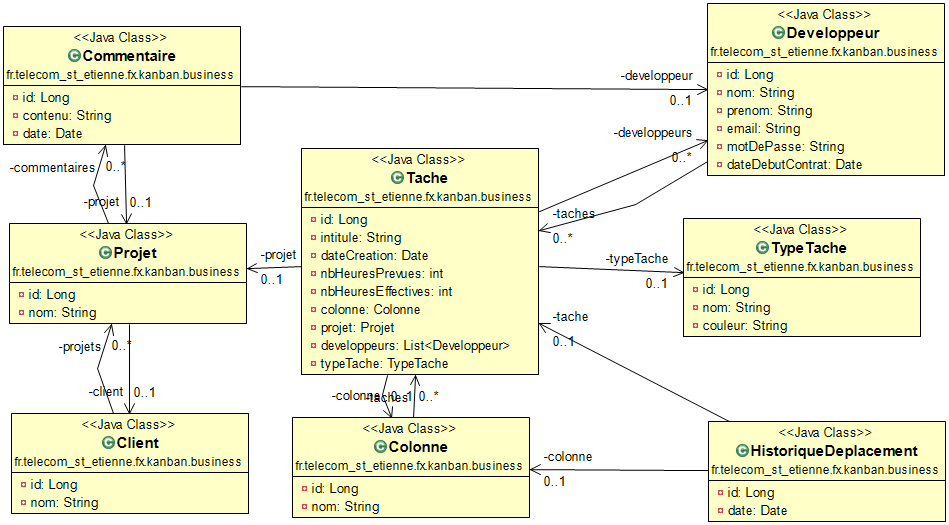 <<Java Class>>
Commentaire
fr.telecom_st_etienne.fx.kanban.business
id: Long
contenu: String
date: Date
<<Java Class>>
Developpeur
fr.telecom_st_etienne.fx.kanban.business
id: Long
nom: String
prenom: String
email: String
motDePasse: String
dateDebutContrat: Date
-developpeur
0..1
-developpeurs
0..*
-commentaires
0..*
-projet
0..1
<<Java Class>>
Tache
fr.telecom_st_etienne.fx.kanban.business
id: Long
intitule: String
dateCreation: Date
nbHeuresPrevues: int
nbHeuresEffectives: int
colonne: Colonne
projet: Projet
developpeurs: List<Developpeur>
typeTache: TypeTache
-taches
0..*
<<Java Class>>
Projet
fr.telecom_st_etienne.fx.kanban.business
id: Long
nom: String
-projet
0..1
-typeTache
0..1
<<Java Class>>
TypeTache
fr.telecom_st_etienne.fx.kanban.business
id: Long
nom: String
couleur: String
-tache
0..1
-projets
0..*
-client
0..1
-colonne
0..1
-taches
0..*
<<Java Class>>
Client
fr.telecom_st_etienne.fx.kanban.business
id: Long
nom: String
<<Java Class>>
Colonne
fr.telecom_st_etienne.fx.kanban.business
id: Long
nom: String
-colonne
0..1
<<Java Class>>
HistoriqueDeplacement
fr.telecom_st_etienne.fx.kanban.business
id: Long
date: Date